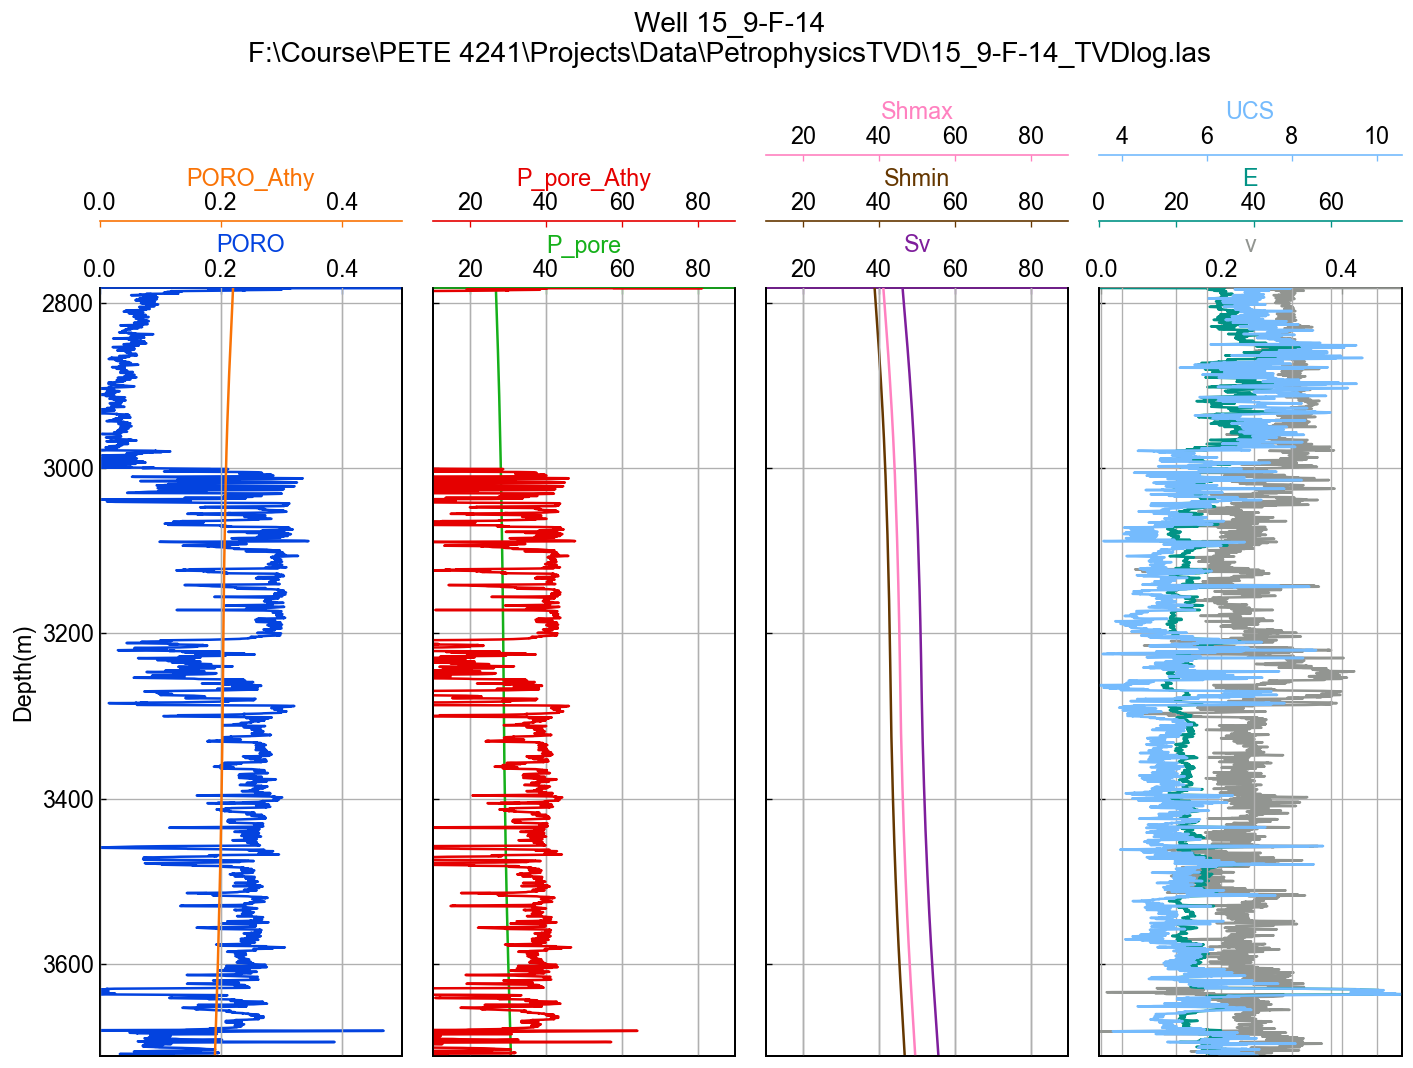 Well 15_9-F-14
F:\Course\PETE 4241\Projects\Data\PetrophysicsTVD\15_9-F-14_TVDlog.las
Shmax
20 40 60 80
UCS
4 6 8 10
PORO_Athy
0.0 0.2 0.4
P_pore_Athy
20 40 60 80
Shmin
20 40 60 80
E
0 20 40 60
PORO
0.0 0.2 0.4
P_pore
20 40 60 80
Sv
20 40 60 80
v
0.0 0.2 0.4
Depth(m)
2800
3000
3200
3400
3600